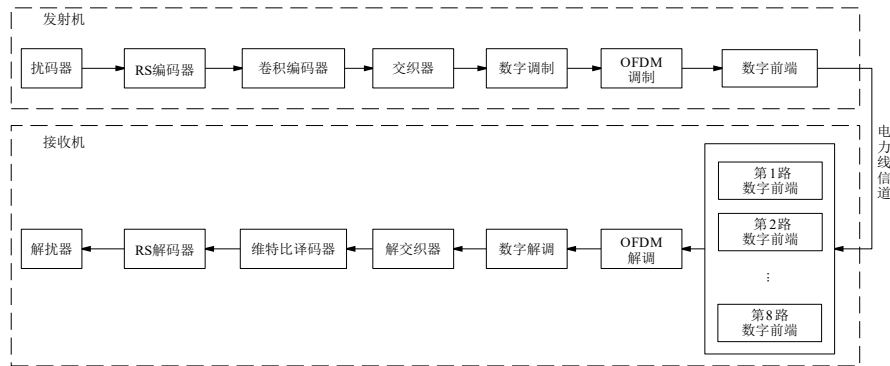 发射机
扰码器
RS编码器
卷积编码器
交织器
数字调制
OFDM
调制
数字前端
电力线信道
接收机
第1路
数字前端
第2路
数字前端
⋮
第8路
数字前端
解扰器
RS解码器
维特比译码器
解交织器
数字解调
OFDM
解调